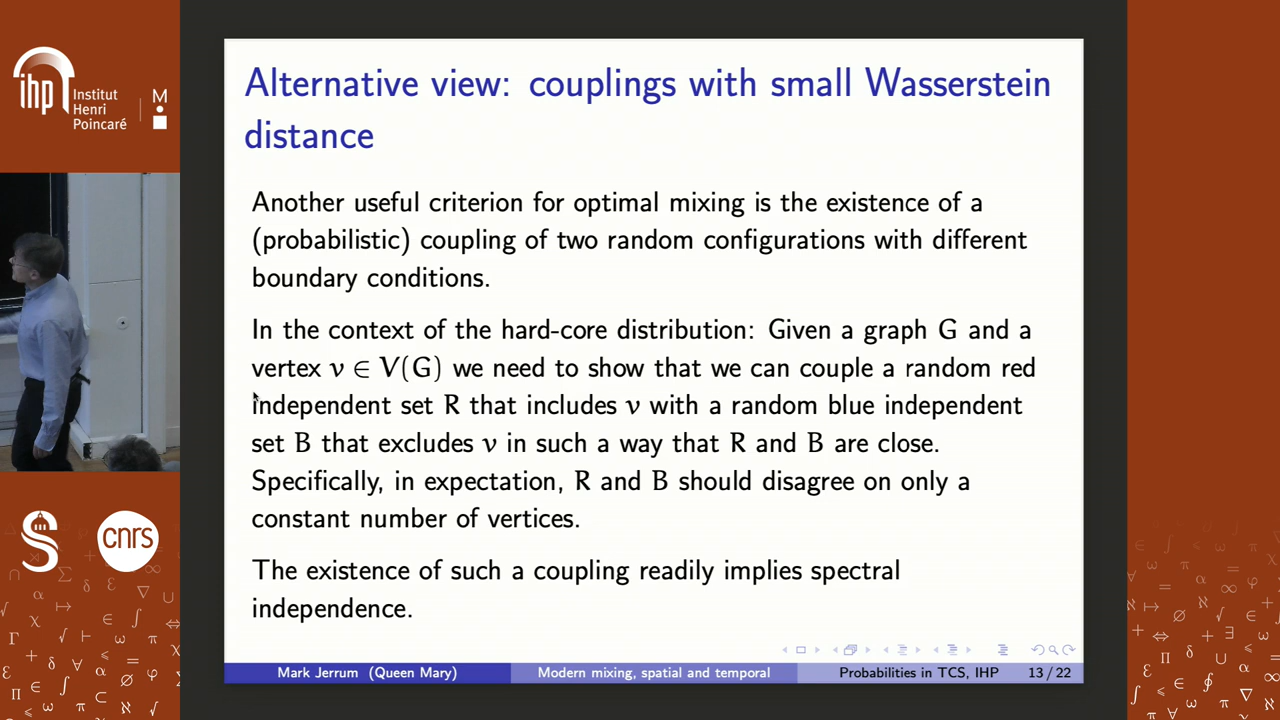 ihp
Institut
Henri
Poincaré
M
Alternative view: couplings with small Wasserstein
distance
Another useful criterion for optimal mixing is the existence of a
(probabilistic) coupling of two random configurations with different
boundary conditions.
In the context of the hard-core distribution: Given a graph G and a
vertex v ∈ V(G) we need to show that we can couple a random red
independent set R that includes v with a random blue independent
set B that excludes v in such a way that R and B are close.
Specifically, in expectation, R and B should disagree on only a
constant number of vertices.
The existence of such a coupling readily implies spectral
independence.
Mark Jerrum (Queen Mary)
Modern mixing, spatial and temporal
Probabilities in TCS, IHP
13 / 22
S
cnrs